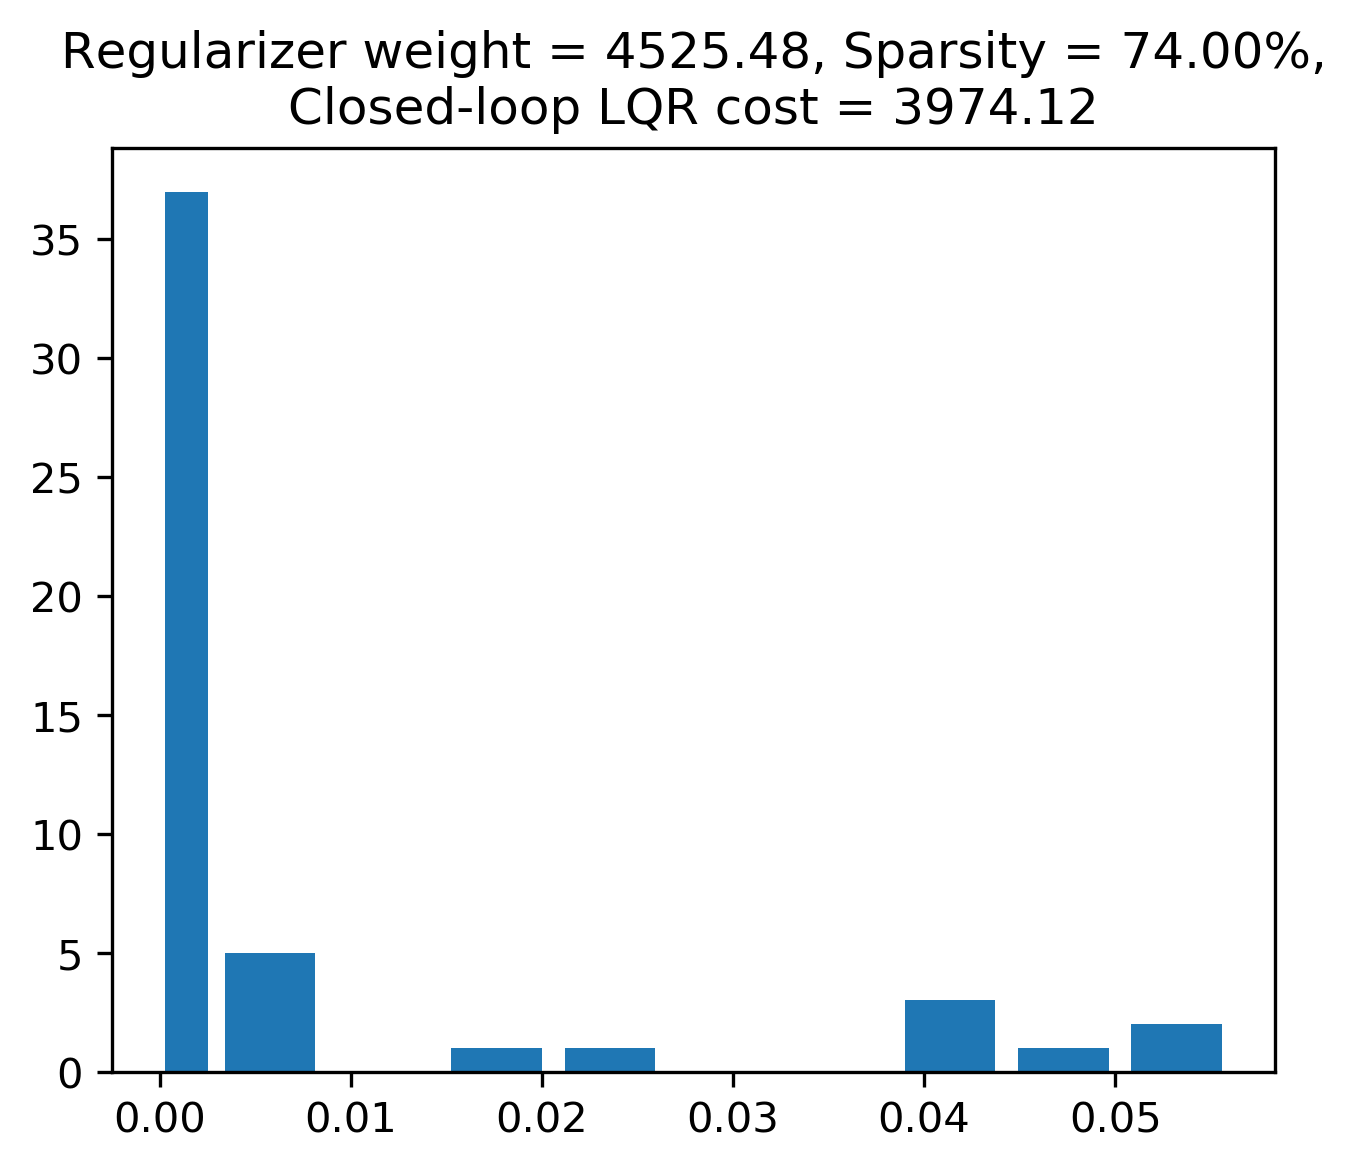 Regularizer weight = 4525.48, Sparsity = 74.00%,
Closed-loop LQR cost = 3974.12
35
30
25
20
15
10
5
0
0.00 0.01 0.02 0.03 0.04 0.05